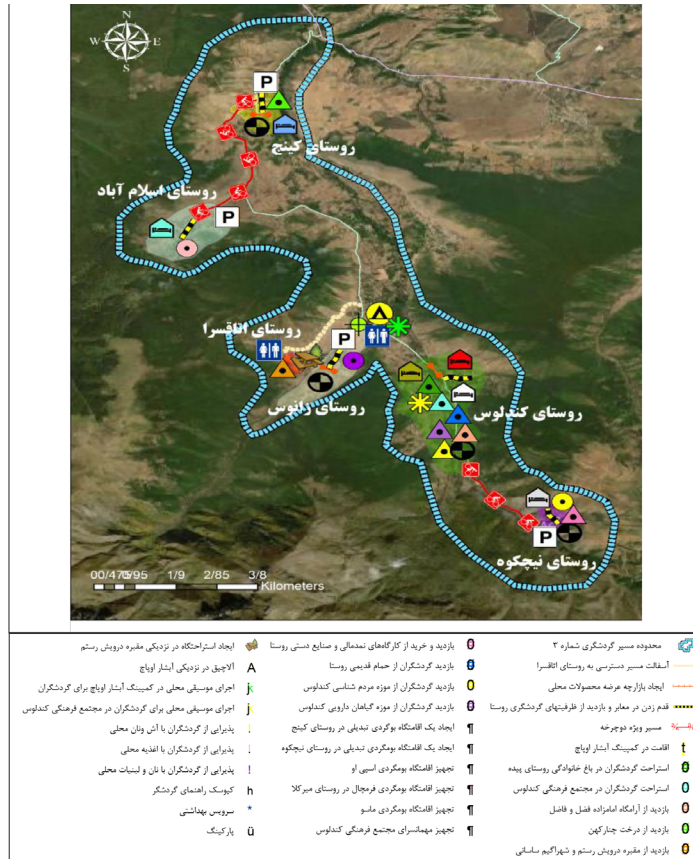 N
W E
S
P
روستای کینج
روستای اسلام آباد
P
روستای اتاقسرا
P
روستای رانوس
روستای کندلوس
P
روستای نیچکوه
00/475/95 1/9 2/85 3/8
Kilometers
محدوده مسیر گردشگری شماره ۳
آسفالت مسیر دسترسی به روستای اتاقسرا
ایجاد بازارچه عرضه محصولات محلی
قدم زدن در معابر و بازدید از ظرفیتهای گردشگری روستا
مسیر ویژه دوچرخه
اقامت در کمپینگ آبشار اوپاچ
استراحت گردشگران در باغ خانوادگی روستای پیده
استراحت گردشگران در مجتمع فرهنگی کندلوس
بازدید از آرامگاه امامزاده فضل و فاضل
بازدید از درخت چنارکهن
بازدید از مقبره درویش رستم و شهراگیم ساسانی
بازدید و خرید از کارگاه‌های نمدمالی و صنایع دستی روستا
بازدید گردشگران از حمام قدیمی روستا
بازدید گردشگران از موزه مردم شناسی کندلوس
بازدید گردشگران از موزه گیاهان دارویی کندلوس
ایجاد یک اقامتگاه بوگردی تبدیلی در روستای کینج
ایجاد یک اقامتگاه بومگردی تبدیلی در روستای نیچکوه
تجهیز اقامتگاه بومگردی اسپی او
تجهیز اقامتگاه بومگردی فرمچال در روستای میرکلا
تجهیز اقامتگاه بومگردی ماسو
تجهیز مهمانسرای مجتمع فرهنگی کندلوس
ایجاد استراحتگاه در نزدیکی مقبره درویش رستم
آلاچیق در نزدیکی آبشار اوپاچ
اجرای موسیقی محلی در کمپینگ آبشار اوپاچ برای گردشگران
اجرای موسیقی محلی برای گردشگران در مجتمع فرهنگی کندلوس
پذیرایی از گردشگران با آش ونان محلی
پذیرایی از گردشگران با اغذیه محلی
پذیرایی از گردشگران با نان و لبنیات محلی
کیوسک راهنمای گردشگر
سرویس بهداشتی
پارکینگ